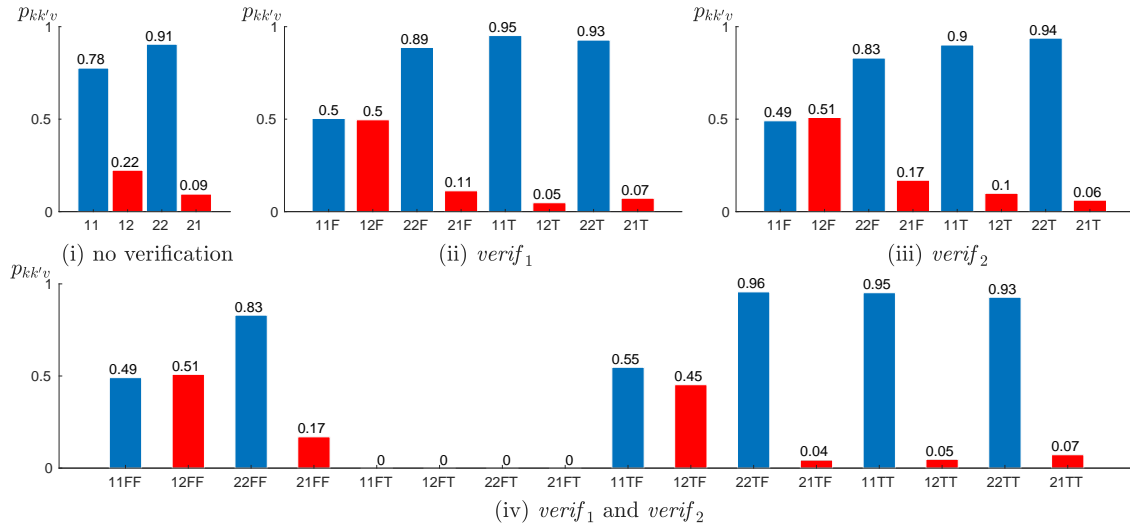 p_{kk'v}
1
0.5
0
0.78 0.22 0.91 0.09
11 12 22 21
(i) no verification
p_{kk'v}
1
0.5
0
0.5 0.5 0.89 0.11 0.95 0.05 0.93 0.07
11F 12F 22F 21F 11T 12T 22T 21T
(ii) verif_1
p_{kk'v}
1
0.5
0
0.49 0.51 0.83 0.17 0.9 0.1 0.94 0.06
11F 12F 22F 21F 11T 12T 22T 21T
(iii) verif_2
p_{kk'v}
1
0.5
0
0.49 0.51 0.83 0.17 0 0 0 0 0.55 0.45 0.96 0.04 0.95 0.05 0.93 0.07
11FF 12FF 22FF 21FF 11FT 12FT 22FT 21FT 11TF 12TF 22TF 21TF 11TT 12TT 22TT 21TT
(iv) verif_1 and verif_2